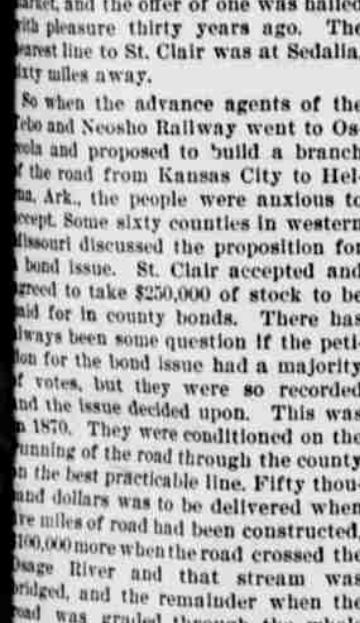 market, and the offer of one was hailed
with pleasure thirty years ago. The
nearest line to St. Clair was at Sedalia,
sixty miles away.
So when the advance agents of the
Tebo and Neosho Railway went to Os-
ceola and proposed to build a branch
of the road from Kansas City to Hel-
ena, Ark., the people were anxious to
accept. Some sixty counties in western
Missouri discussed the proposition for
a bond issue. St. Clair accepted and
agreed to take $250,000 of stock to be
paid for in county bonds. There has
always been some question if the peti-
tion for the bond issue had a majority
of votes, but they were so recorded
and the issue decided upon. This was
in 1870. They were conditioned on the
running of the road through the county
on the best practicable line. Fifty thou-
sand dollars was to be delivered when
five miles of road had been constructed,
$100,000 more when the road crossed the
Osage River and that stream was
bridged, and the remainder when the
road was graded through the whole